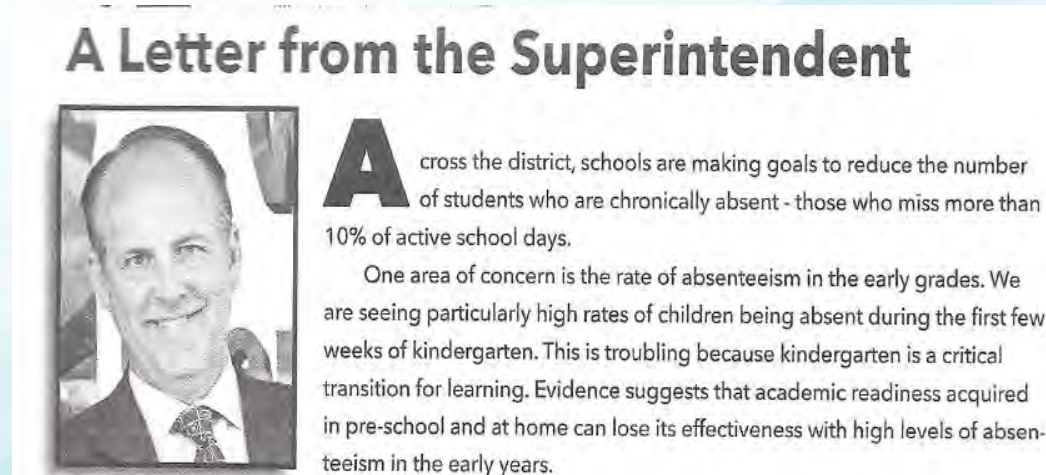 A Letter from the Superintendent
Across the district, schools are making goals to reduce the number
of students who are chronically absent - those who miss more than
10% of active school days.
One area of concern is the rate of absenteeism in the early grades. We
are seeing particularly high rates of children being absent during the first few
weeks of kindergarten. This is troubling because kindergarten is a critical
transition for learning. Evidence suggests that academic readiness acquired
in pre-school and at home can lose its effectiveness with high levels of absen-
teeism in the early years.